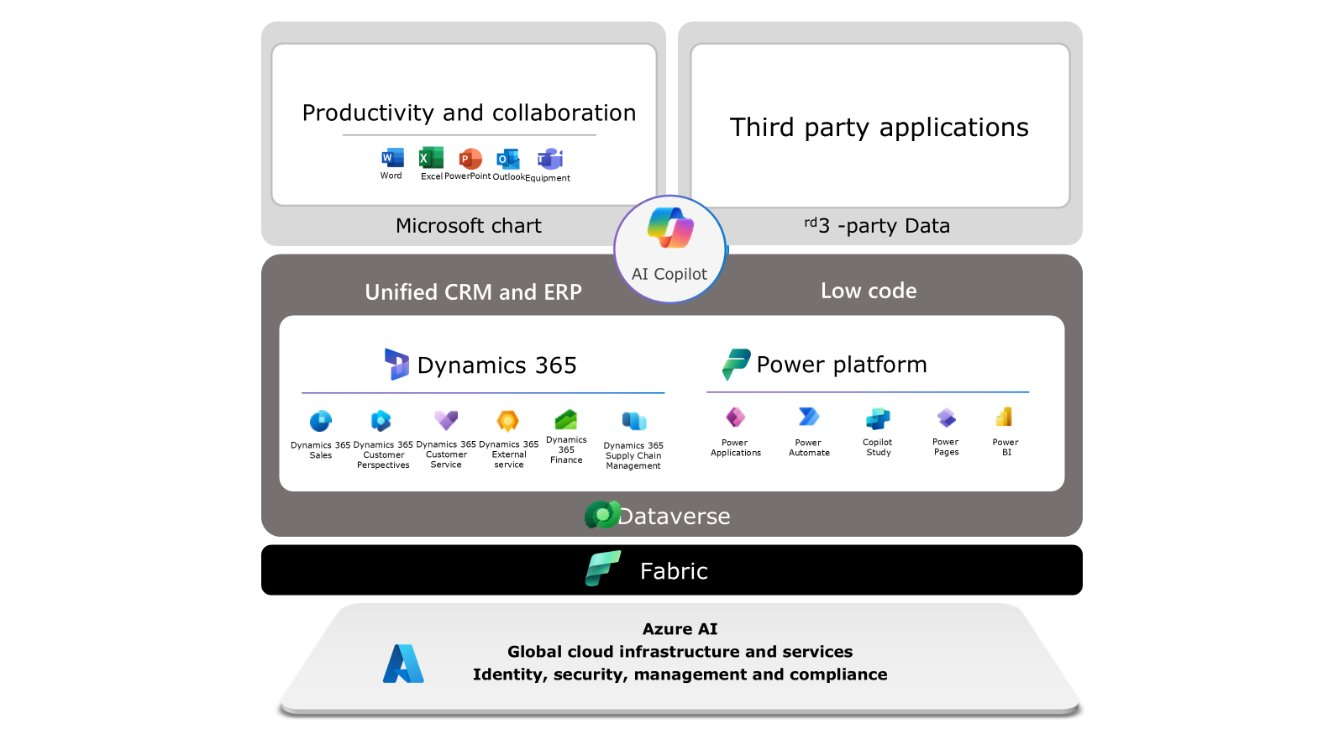 Productivity and collaboration
Word
Excel
PowerPoint
Outlook
Equipment
Microsoft chart
Third party applications
rd3 -party Data
AI Copilot
Unified CRM and ERP
Low code
Dynamics 365
Dynamics 365
Sales
Dynamics 365
Customer
Perspectives
Dynamics 365
Customer
Service
Dynamics 365
External
service
Dynamics
365
Finance
Dynamics 365
Supply Chain
Management
Power platform
Power
Applications
Power
Automate
Copilot
Study
Power
Pages
Power
BI
Dataverse
Fabric
Azure AI
Global cloud infrastructure and services
Identity, security, management and compliance